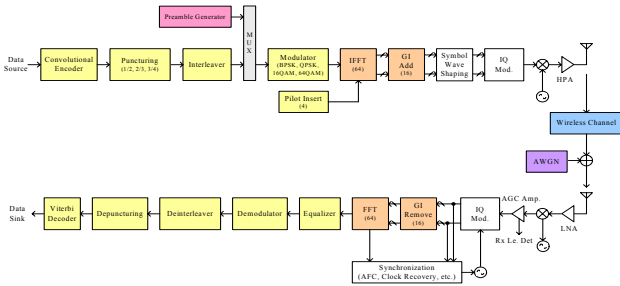 Preamble Generator
M
U
X
Data
Source
Convolutional
Encoder
Puncturing
(1/2, 2/3, 3/4)
Interleaver
Modulator
(BPSK, QPSK,
16QAM, 64QAM)
IFFT
(64)
GI
Add
(16)
Symbol
Wave
Shaping
IQ
Mod.
HPA
Pilot Insert
(4)
Wireless Channel
AWGN
Data
Sink
Viterbi
Decoder
Depuncturing
Deinterleaver
Demodulator
Equalizer
FFT
(64)
GI
Remove
(16)
IQ
Mod.
AGC Amp.
LNA
Rx Le. Det
Synchronization
(AFC, Clock Recovery, etc.)